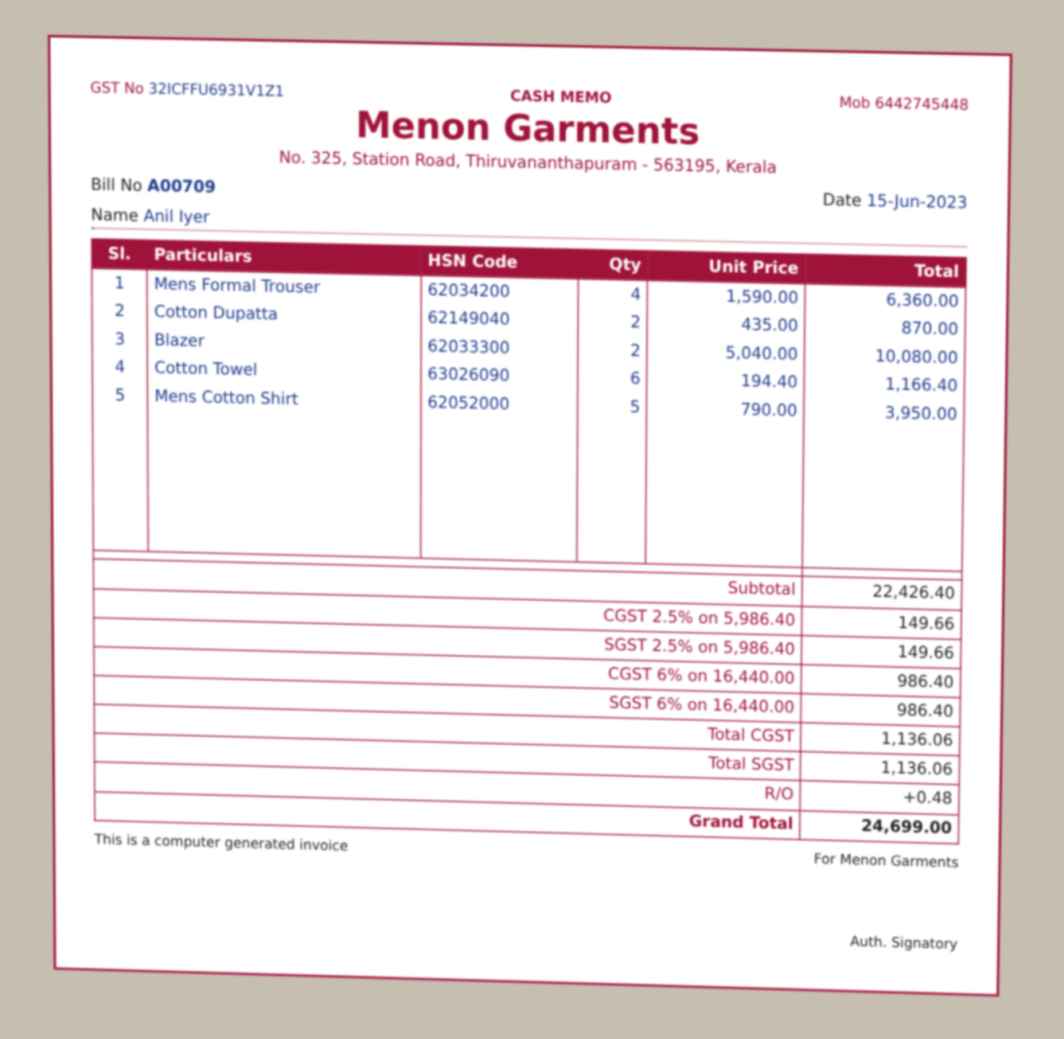 GST No 32ICFFU6931V1Z1
CASH MEMO
Mob 6442745448
Menon Garments
No. 325, Station Road, Thiruvananthapuram - 563195, Kerala
Bill No A00709
Date 15-Jun-2023
Name Anil Iyer
Sl. Particulars HSN Code Qty Unit Price Total
1 Mens Formal Trouser 62034200 4 1,590.00 6,360.00
2 Cotton Dupatta 62149040 2 435.00 870.00
3 Blazer 62033300 2 5,040.00 10,080.00
4 Cotton Towel 63026090 6 194.40 1,166.40
5 Mens Cotton Shirt 62052000 5 790.00 3,950.00
Subtotal 22,426.40
CGST 2.5% on 5,986.40 149.66
SGST 2.5% on 5,986.40 149.66
CGST 6% on 16,440.00 986.40
SGST 6% on 16,440.00 986.40
Total CGST 1,136.06
Total SGST 1,136.06
R/O +0.48
Grand Total 24,699.00
This is a computer generated invoice
For Menon Garments
Auth. Signatory